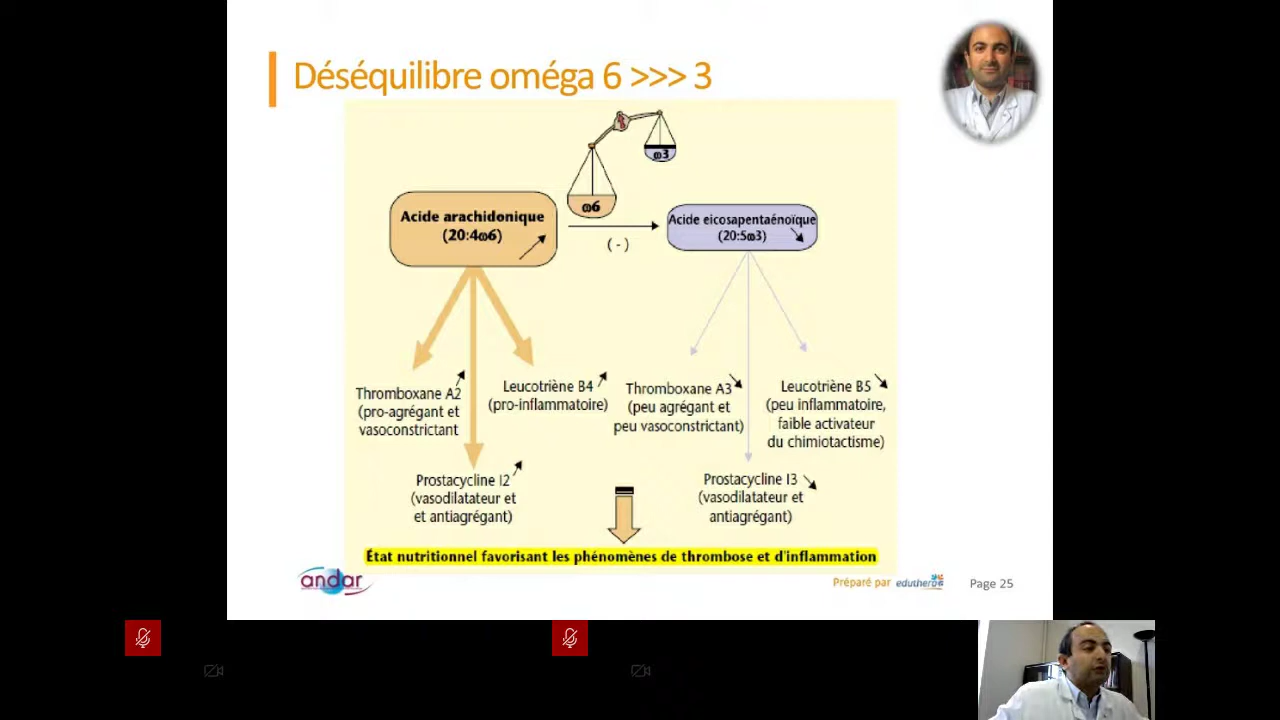 Déséquilibre oméga 6 >>> 3
ω3
ω6
Acide arachidonique
(20:4ω6)
(-)
Acide eicosapentaénoïque
(20:5ω3)
Thromboxane A2
(pro-agrégant et
vasoconstrictant
Leucotriène B4
(pro-inflammatoire)
Thromboxane A3
(peu agrégant et
peu vasoconstrictant)
Leucotriène B5
(peu inflammatoire,
faible activateur
du chimiotactisme)
Prostacycline I2
(vasodilatateur et
et antiagrégant)
Prostacycline I3
(vasodilatateur et
antiagrégant)
État nutritionnel favorisant les phénomènes de thrombose et d'inflammation
andar
Préparé par eduthera
Page 25